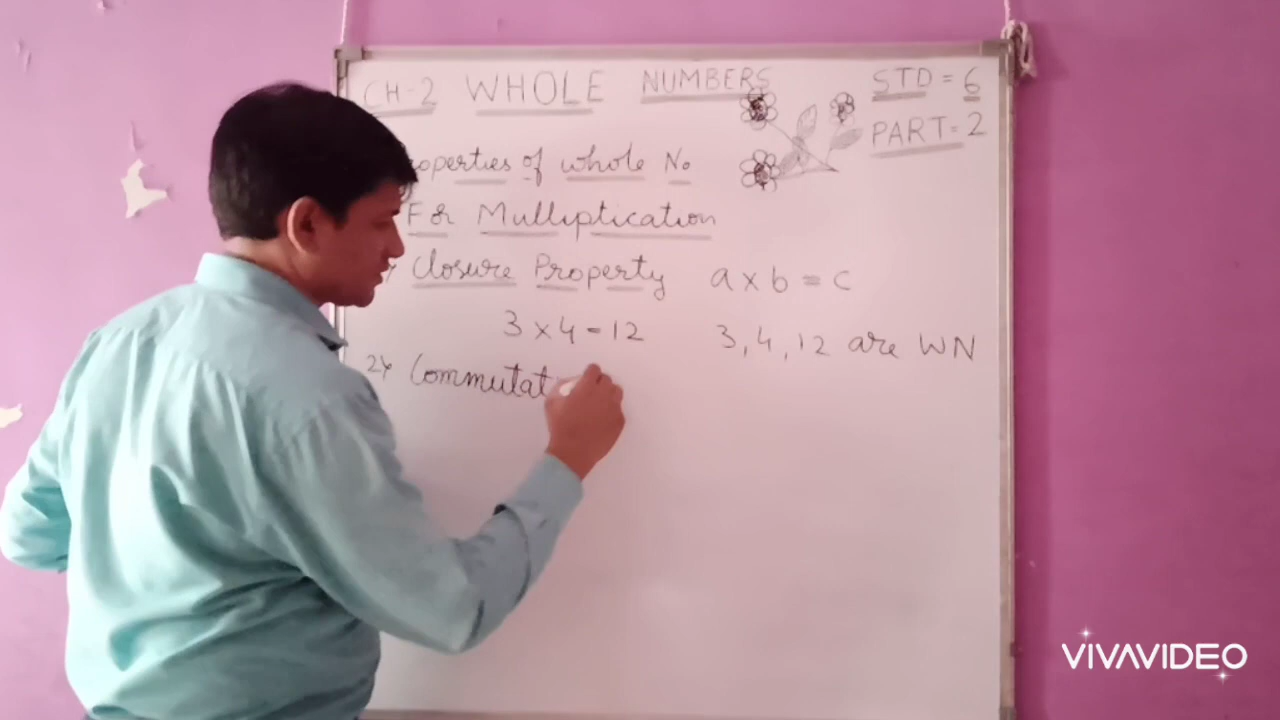 CH-2 WHOLE NUMBERS
STD = 6
PART = 2
operties of whole No
For Mulliptication
Closure Property a x b = c
3 x 4 = 12 3, 4, 12 are WN
2) Commutat
VIVAVIDEO